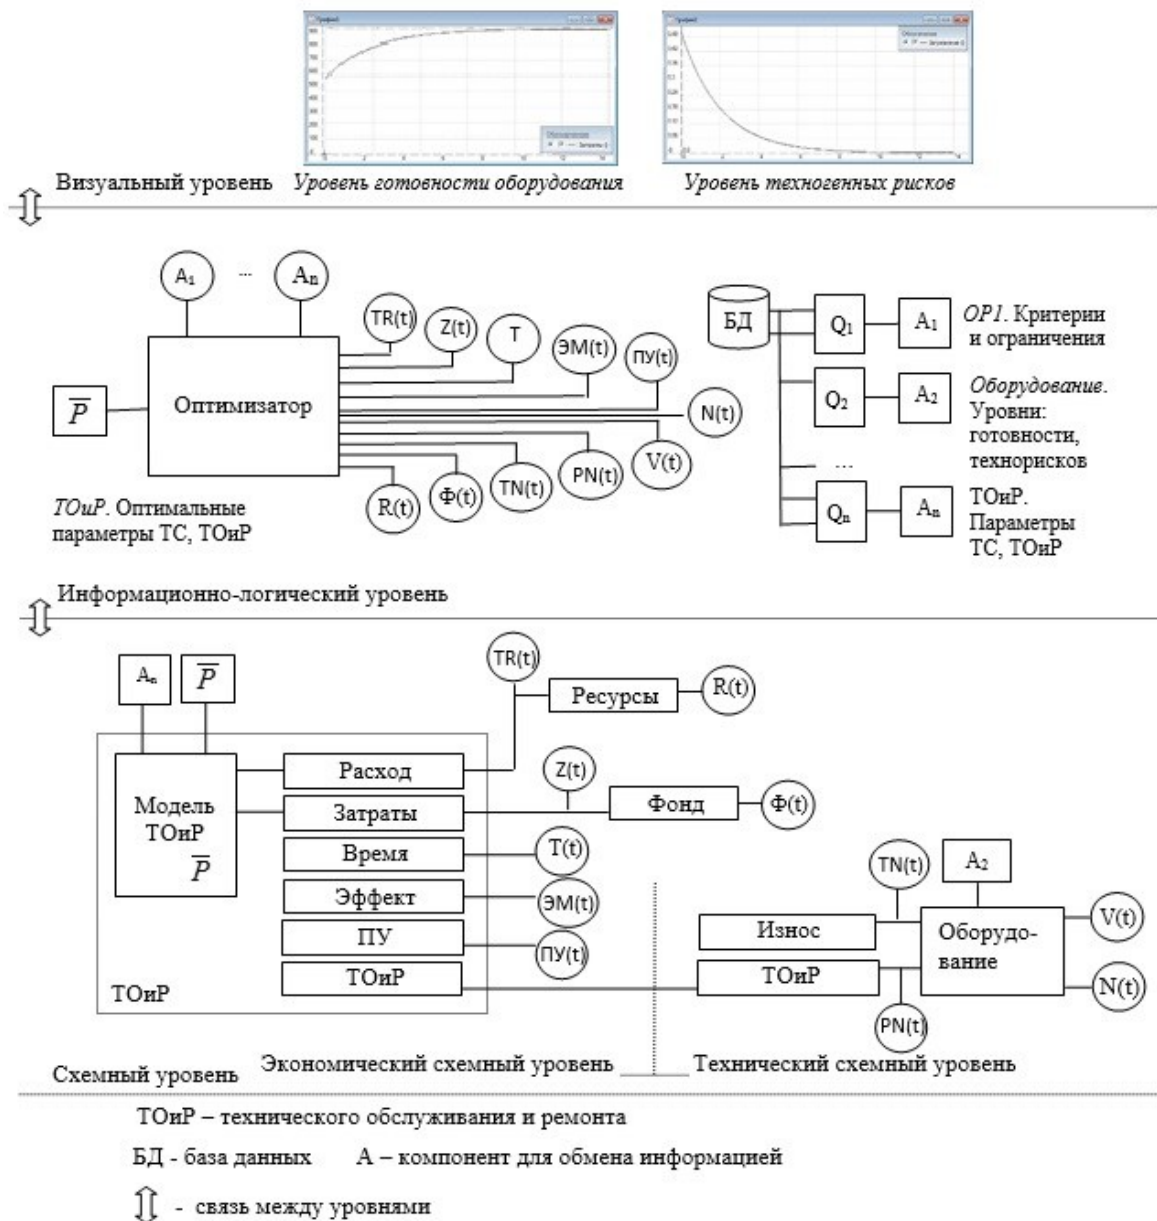 График1
График1
Визуальный уровень
Уровень готовности оборудования
Уровень техногенных рисков
A₁
...
Aₙ
TR(t)
Z(t)
T
ЭМ(t)
ПУ(t)
N(t)
V(t)
PN(t)
TN(t)
Ф(t)
R(t)
P̅
Оптимизатор
ТОиР. Оптимальные
параметры ТС, ТОиР
БД
Q₁
A₁
ОР1. Критерии
и ограничения
Q₂
A₂
Оборудование.
Уровни:
готовности,
технорисков
...
Qₙ
Aₙ
ТОиР.
Параметры
ТС, ТОиР
Информационно-логический уровень
Aₙ
P̅
TR(t)
Ресурсы
R(t)
Модель
ТОиР
P̅
Расход
Затраты
Время
Эффект
ПУ
ТОиР
Z(t)
Фонд
Ф(t)
T(t)
ЭМ(t)
ПУ(t)
ТОиР
TN(t)
A₂
Износ
ТОиР
Оборудо-
вание
V(t)
N(t)
PN(t)
Схемный уровень
Экономический схемный уровень
Технический схемный уровень
ТОиР – технического обслуживания и ремонта
БД - база данных А – компонент для обмена информацией
- связь между уровнями